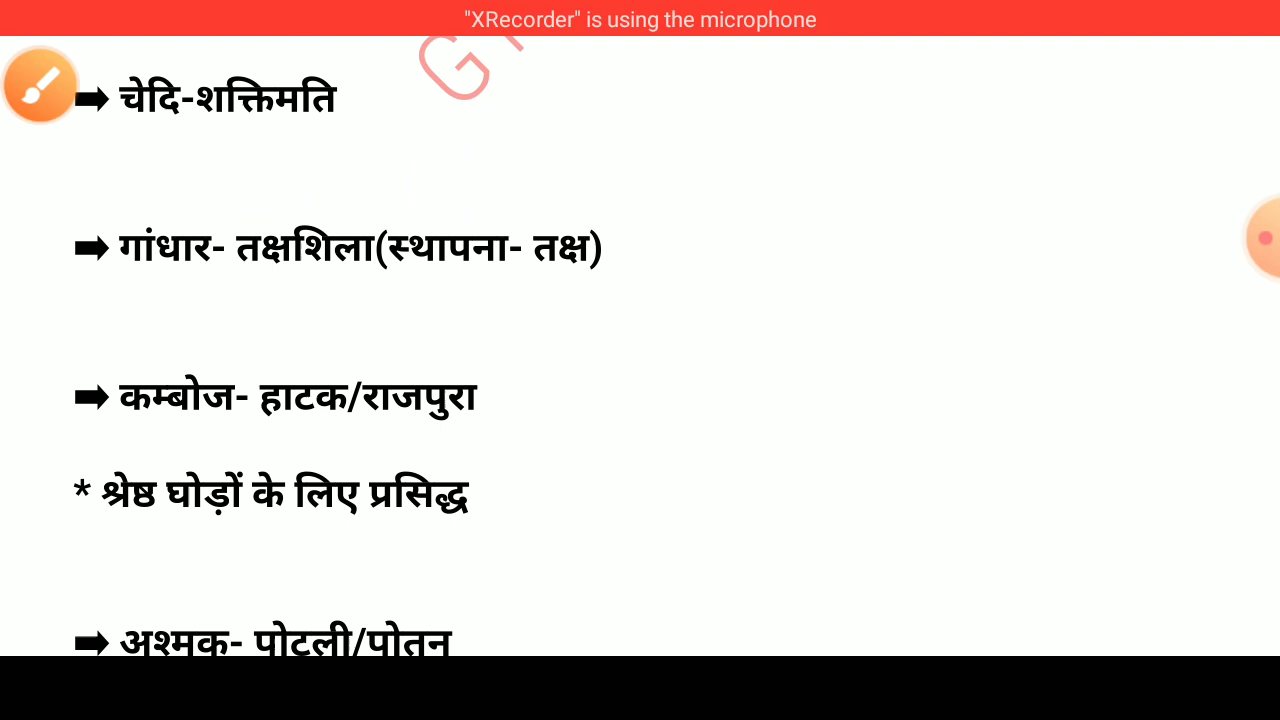 "XRecorder" is using the microphone
G
➡ चेदि-शक्तिमति
➡ गांधार- तक्षशिला(स्थापना- तक्ष)
➡ कम्बोज- हाटक/राजपुरा
* श्रेष्ठ घोड़ों के लिए प्रसिद्ध
➡ अश्मक- पोटली/पोतन